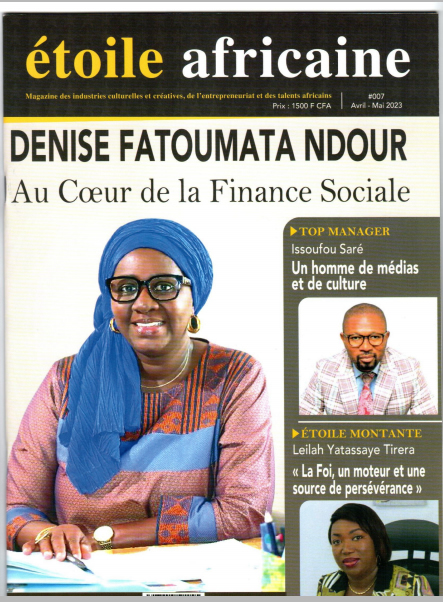 étoile africaine
Magazine des industries culturelles et créatives, de l'entrepreneuriat et des talents africains
Prix : 1500 F CFA
#007
Avril - Mai 2023
DENISE FATOUMATA NDOUR
Au Cœur de la Finance Sociale
TOP MANAGER
Issoufou Saré
Un homme de médias
et de culture
ÉTOILE MONTANTE
Leilah Yatassaye Tirera
« La Foi, un moteur et une
source de persévérance »